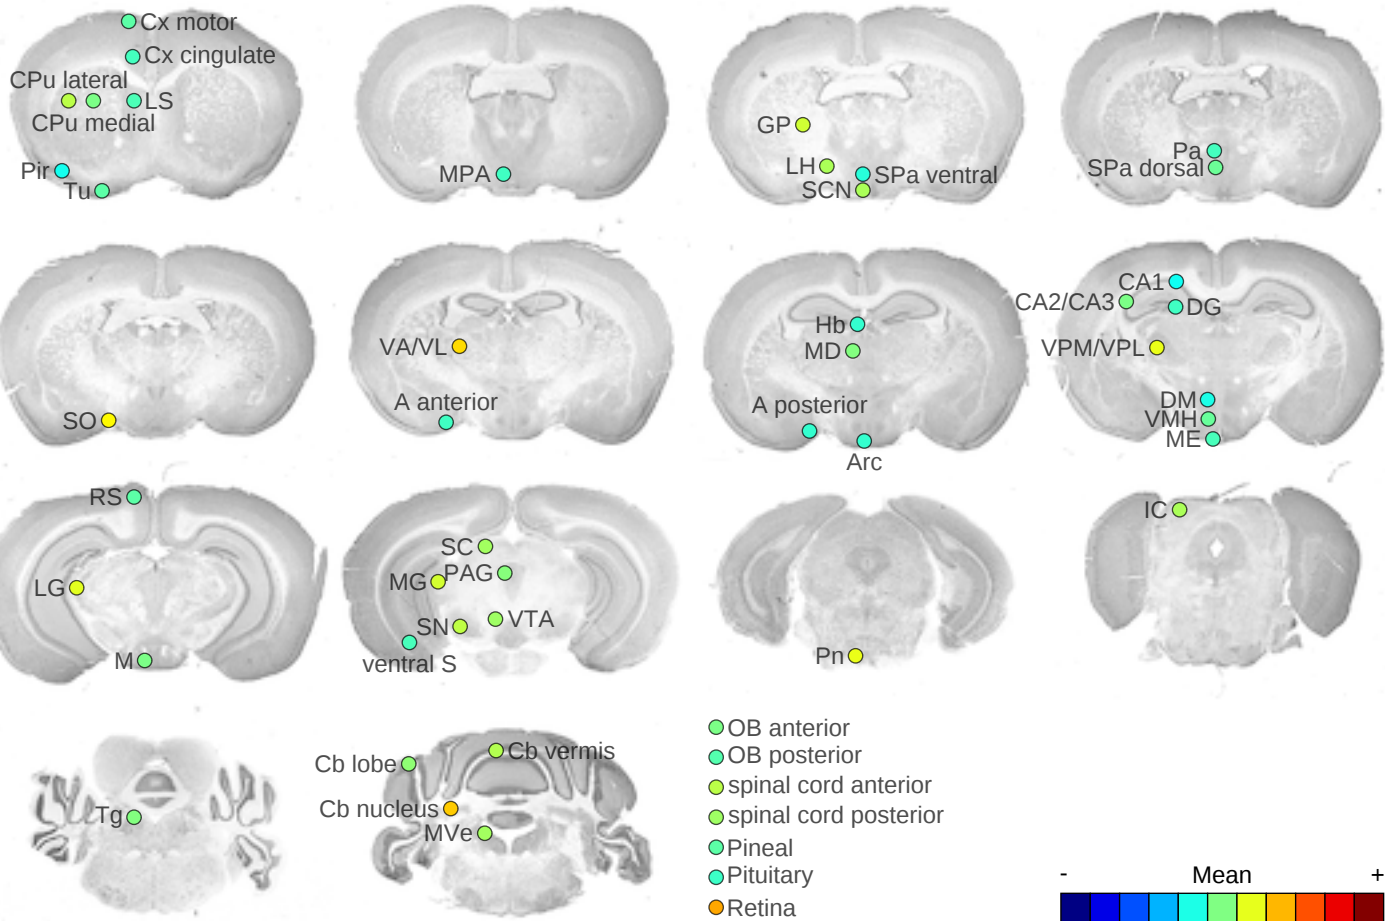 Cx motor
Cx cingulate
CPu lateral
LS
CPu medial
Pir
Tu
MPA
GP
LH
SPa ventral
SCN
Pa
SPa dorsal
SO
VA/VL
A anterior
Hb
MD
A posterior
Arc
CA1
CA2/CA3
DG
VPM/VPL
DM
VMH
ME
RS
LG
M
SC
PAG
MG
VTA
SN
ventral S
Pn
IC
Tg
Cb vermis
Cb lobe
Cb nucleus
MVe
OB anterior
OB posterior
spinal cord anterior
spinal cord posterior
Pineal
Pituitary
Retina
- Mean +